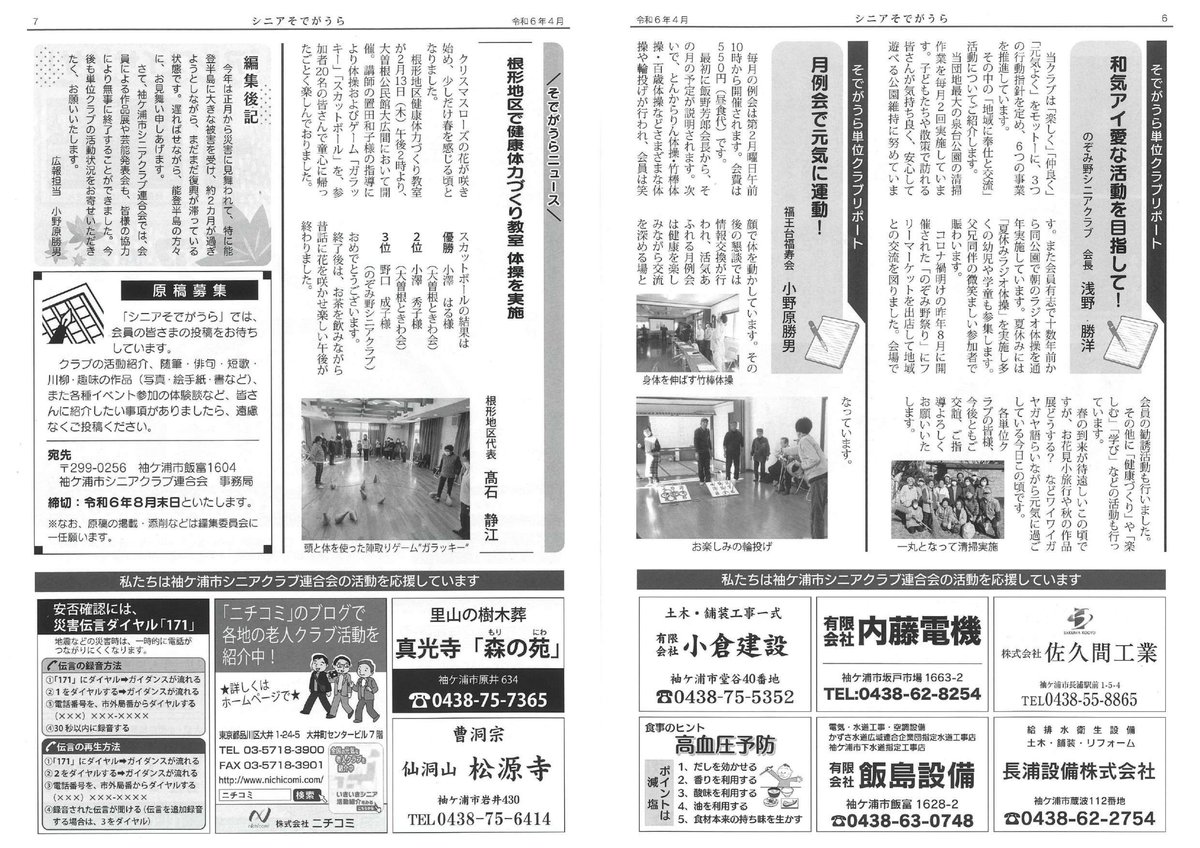 6
シニアそでがうら
令和6年4月
そでがうら単位クラブリポート
和気アイ愛な活動を目指して!
のぞみ野シニアクラブ 会長 浅野 勝洋
当クラブは「楽しく」「仲良く」
「元気よく」をモットーに、3つ
の行動指針を定め、6つの事業
を推進しています。
その中の「地域に奉仕と交流」
活動についてご紹介します。
当団地最大の泉台公園の清掃
作業を毎月2回実施していま
す。子どもたちや散策で訪れる
皆さんが気持ち良く、安心して
遊べる公園維持に努めていま
す。また会員有志で十数年前か
ら同公園で朝のラジオ体操を通
年実施しています。夏休みには
「夏休みラジオ体操」を実施し多
くの幼児や学童も参集します。
父兄同伴の微笑ましい参加者で
賑わいます。
コロナ禍明けの昨年8月に開
催された「のぞみ野祭り」にフ
リーマーケットを出店して地域
との交流を図りました。会場で
会員の勧誘活動も行いました。
その他に「健康づくり」や「楽
しむ」「学び」などの活動も行っ
ています。
春の到来が待遠しいこの頃で
すが、お花見小旅行や秋の作品
展どうする?などワイワイガ
ヤガヤ語らいながら元気に過ご
している今日この頃です。
各単位ク
ラブの皆様、
今後ともご
交誼、ご指
導よろしく
お願いいた
します。
一丸となって清掃実施
そでがうら単位クラブリポート
月例会で元気に運動!
福王台福寿会 小野原勝男
毎月の例会は第2月曜日午前
10時から開催されます。会費は
550円(昼食代)です。
最初に飯野芳郎会長から、そ
の月の予定が説明されます。次
いで、とんからりん体操・竹棒体
操・百歳体操などさまざまな体
操や輪投げが行われ、会員は笑
顔で体を動かしています。その
後の懇談では
情報交換が行
われ、活気あ
ふれる月例会
は健康を楽し
みながら交流
を深める場と
なっています。
身体を伸ばす竹棒体操
お楽しみの輪投げ
私たちは袖ケ浦市シニアクラブ連合会の活動を応援しています
土木・舗装工事一式
有限会社 小倉建設
袖ケ浦市堂谷40番地
☎0438-75-5352
有限会社 内藤電機
袖ケ浦市坂戸市場1663-2
TEL:0438-62-8254
SAKUMA KOGYO
株式会社 佐久間工業
袖ケ浦市長浦駅前1-5-4
TEL0438-55-8865
食事のヒント
高血圧予防
減塩ポイントは
1、だしを効かせる
2、香りを利用する
3、酸味を利用する
4、油を利用する
5、食材本来の持ち味を生かす
電気・水道工事・空調設備
かずさ水道広域連合企業団指定水道工事店
袖ケ浦市下水道指定工事店
有限会社 飯島設備
袖ケ浦市飯富1628-2
☎0438-63-0748
給排水衛生設備
土木・舗装・リフォーム
長浦設備株式会社
袖ケ浦市蔵波112番地
☎0438-62-2754
7
シニアそでがうら
令和6年4月
そでがうらニュース
根形地区で健康体力づくり教室 体操を実施
根形地区代表 髙石 静江
クリスマスローズの花が咲き
始め、少しだけ春を感じる頃と
なりました。
根形地区健康体力づくり教室
が2月13日(木)午後2時より、
大曽根公民館大広間において開
催。講師の置田和子様の指導に
より体操およびゲーム「ガラッ
キー」「スカットボール」を、参
加者20名の皆さんで童心に帰っ
たごとく楽しんでおりました。
スカットボールの結果は
優勝 小澤 はる様
(大曽根ときわ会)
2位 小澤 秀子様
(大曽根ときわ会)
3位 野口 成子様
(のぞみ野シニアクラブ)
おめでとうございます。
終了後は、お茶を飲みながら
昔話に花を咲かせ楽しい午後が
終わりました。
頭と体を使った陣取りゲーム"ガラッキー"
編集後記
今年は正月から災害に見舞われて、特に能
登半島に大きな被害を受け、約2カ月が過ぎ
ようとしながら、まだまだ復興が滞っている
状態です。遅ればせながら、能登半島の方々
に、お見舞い申しあげます。
さて、袖ケ浦市シニアクラブ連合会では、会
員による作品展や芸能発表会も、皆様の協力
により無事に終了することができました。今
後も単位クラブの活動状況をお寄せいただき
たく、お願いいたします。
広報担当 小野原勝男
原稿募集
「シニアそでがうら」では、
会員の皆さまの投稿をお待ち
しています。
クラブの活動紹介、随筆・俳句・短歌・
川柳・趣味の作品(写真・絵手紙・書など)、
また各種イベント参加の体験談など、皆さ
んに紹介したい事項がありましたら、遠慮
なくご投稿ください。
宛先
〒299-0256 袖ケ浦市飯富1604
袖ケ浦市シニアクラブ連合会 事務局
締切:令和6年8月末日といたします。
※なお、原稿の掲載・添削などは編集委員会に
一任願います。
私たちは袖ケ浦市シニアクラブ連合会の活動を応援しています
安否確認には、
災害伝言ダイヤル「171」
地震などの災害時は、一時的に電話が
つながりにくくなります。
伝言の録音方法
①「171」にダイヤル➡ガイダンスが流れる
②1をダイヤルする➡ガイダンスが流れる
③電話番号を、市外局番からダイヤルする
(×××)×××-××××
④30秒以内に録音する
伝言の再生方法
①「171」にダイヤル➡ガイダンスが流れる
②2をダイヤルする➡ガイダンスが流れる
③電話番号を、市外局番からダイヤルする
(×××)×××-××××
④録音された伝言が聞ける(伝言を追加録音
する場合は、3をダイヤル)
「ニチコミ」のブログで
各地の老人クラブ活動を
紹介中!
★詳しくは
ホームページで★
東京都品川区大井1-24-5 大井町センタービル7階
TEL 03-5718-3900
FAX 03-5718-3901
http://www.nichicomi.com/
ニチコミ 検索
いきいきシニア
活動紹介
nichicomi 株式会社 ニチコミ
里山の樹木葬
真光寺「森の苑」
もり にわ
袖ケ浦市原井634
☎0438-75-7365
曹洞宗
仙洞山 松源寺
袖ケ浦市岩井430
TEL0438-75-6414